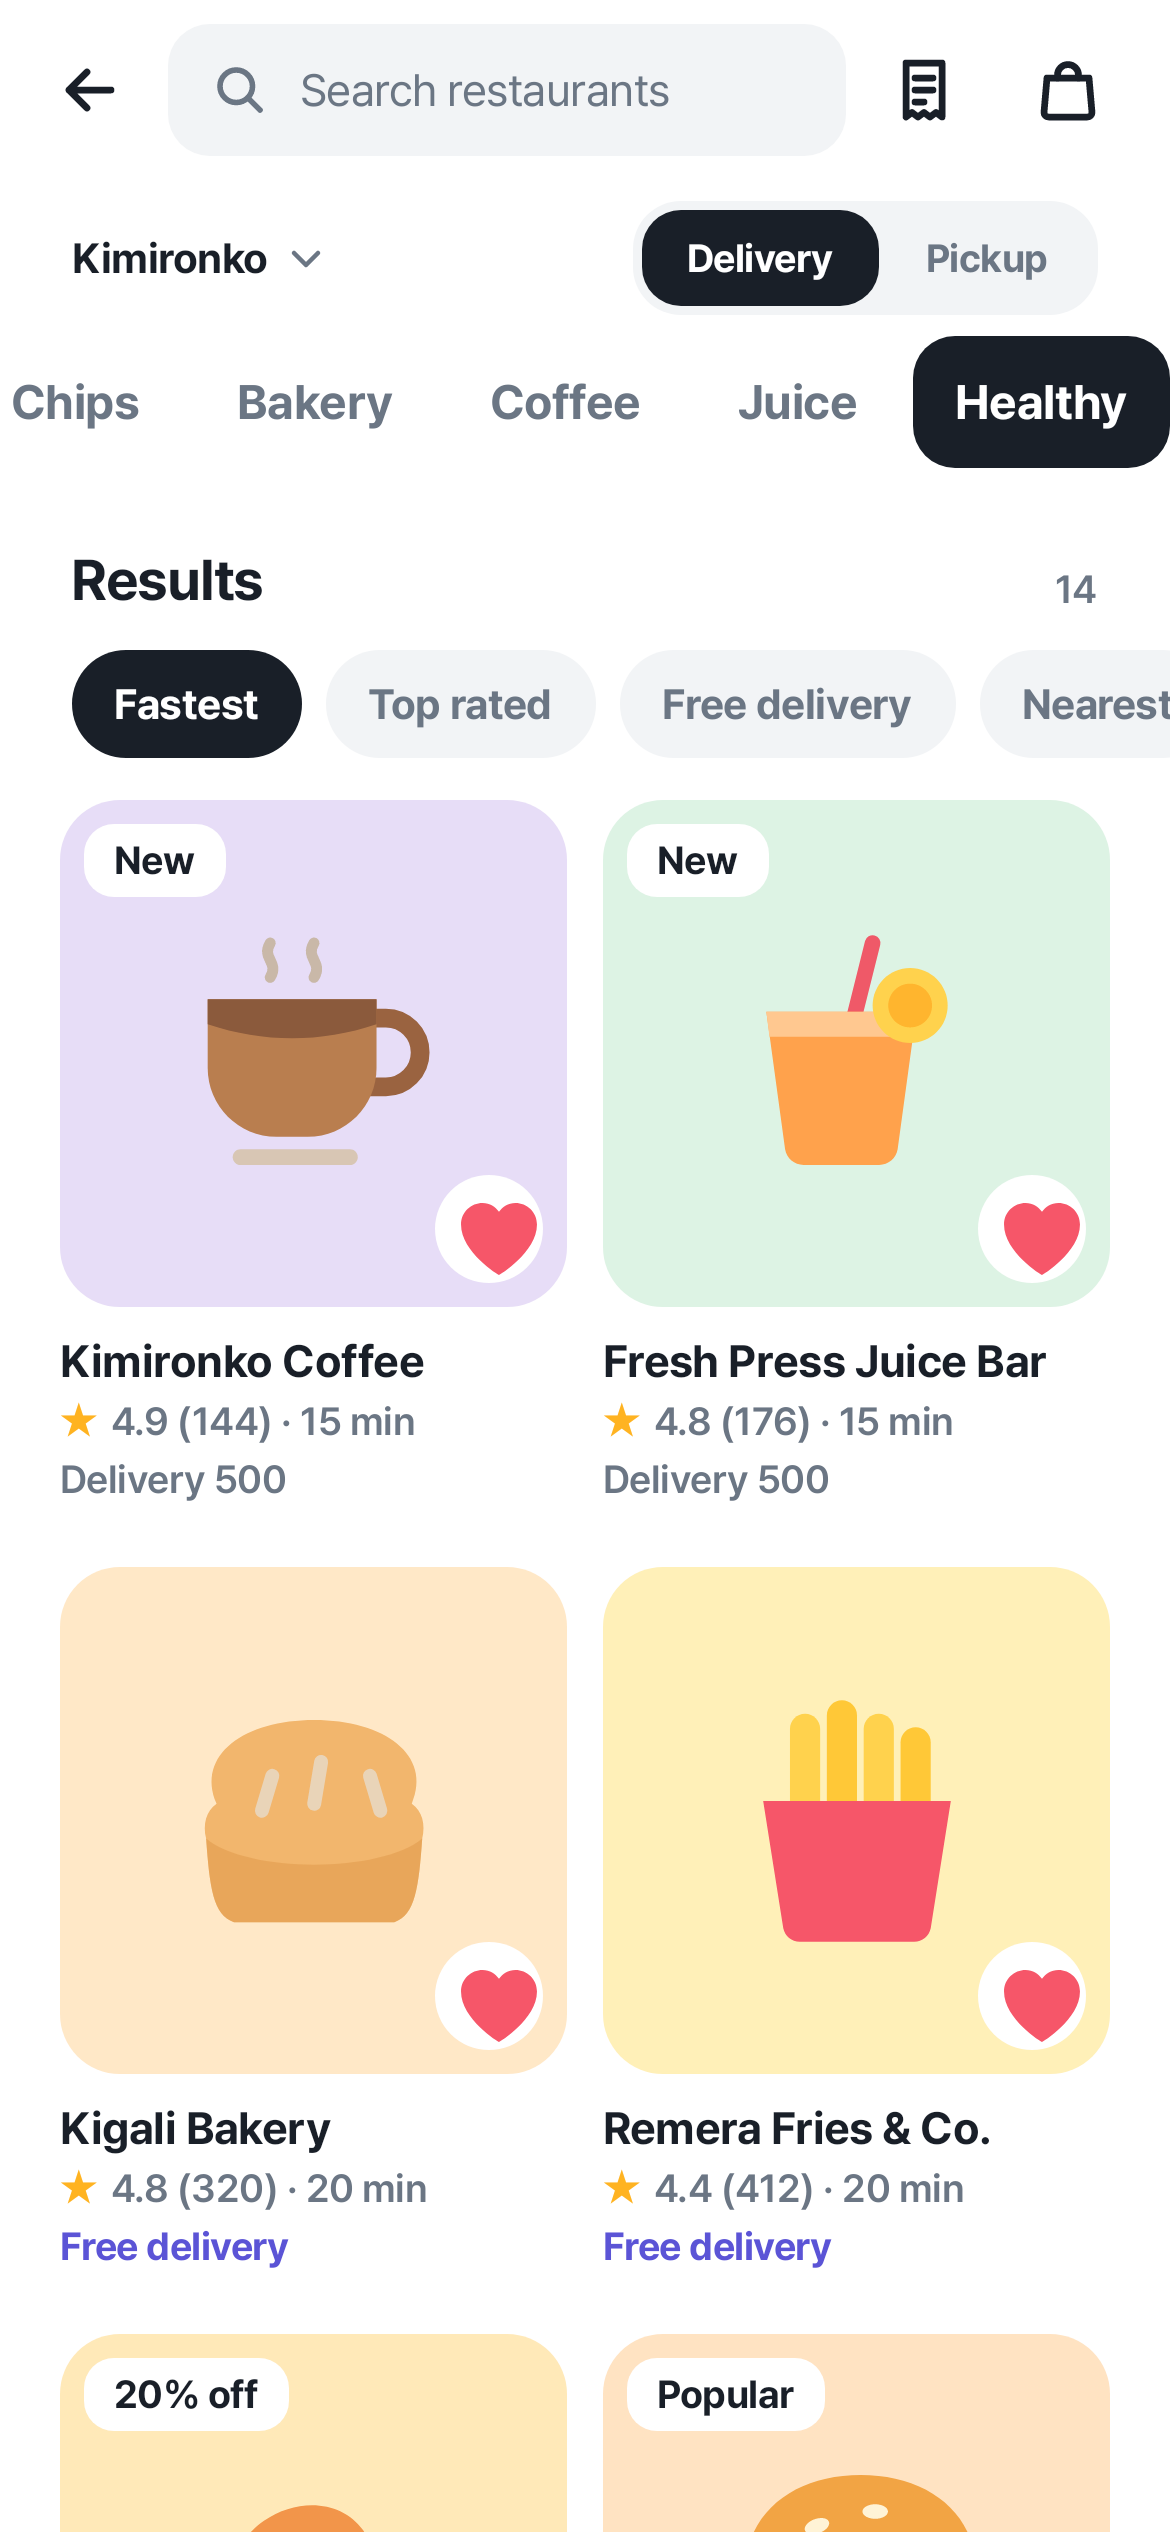 Search restaurants
Kimironko
Delivery
Pickup
Chips
Bakery
Coffee
Juice
Healthy
Results
14
Fastest
Top rated
Free delivery
Nearest
New
New
Kimironko Coffee
★ 4.9 (144) · 15 min
Delivery 500
Fresh Press Juice Bar
★ 4.8 (176) · 15 min
Delivery 500
Kigali Bakery
★ 4.8 (320) · 20 min
Free delivery
Remera Fries & Co.
★ 4.4 (412) · 20 min
Free delivery
20% off
Popular